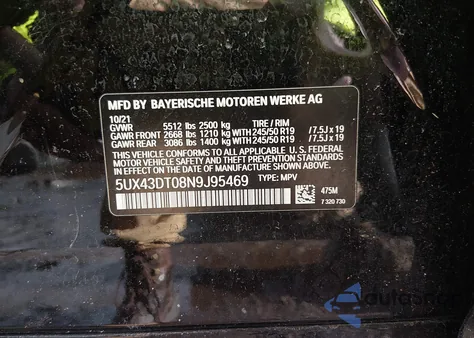 MFD BY BAYERISCHE MOTOREN WERKE AG
10/21
GVWR 5512 lbs 2500 kg TIRE / RIM
GAWR FRONT 2668 lbs 1210 kg WITH 245/50 R19 /7.5J x 19
GAWR REAR 3086 lbs 1400 kg WITH 245/50 R19 /7.5J x 19
THIS VEHICLE CONFORMS TO ALL APPLICABLE U. S. FEDERAL
MOTOR VEHICLE SAFETY AND THEFT PREVENTION STANDARDS
IN EFFECT ON THE DATE OF MANUFACTURE SHOWN ABOVE.
5UX43DT08N9J95469 TYPE: MPV
475M
7 320 730